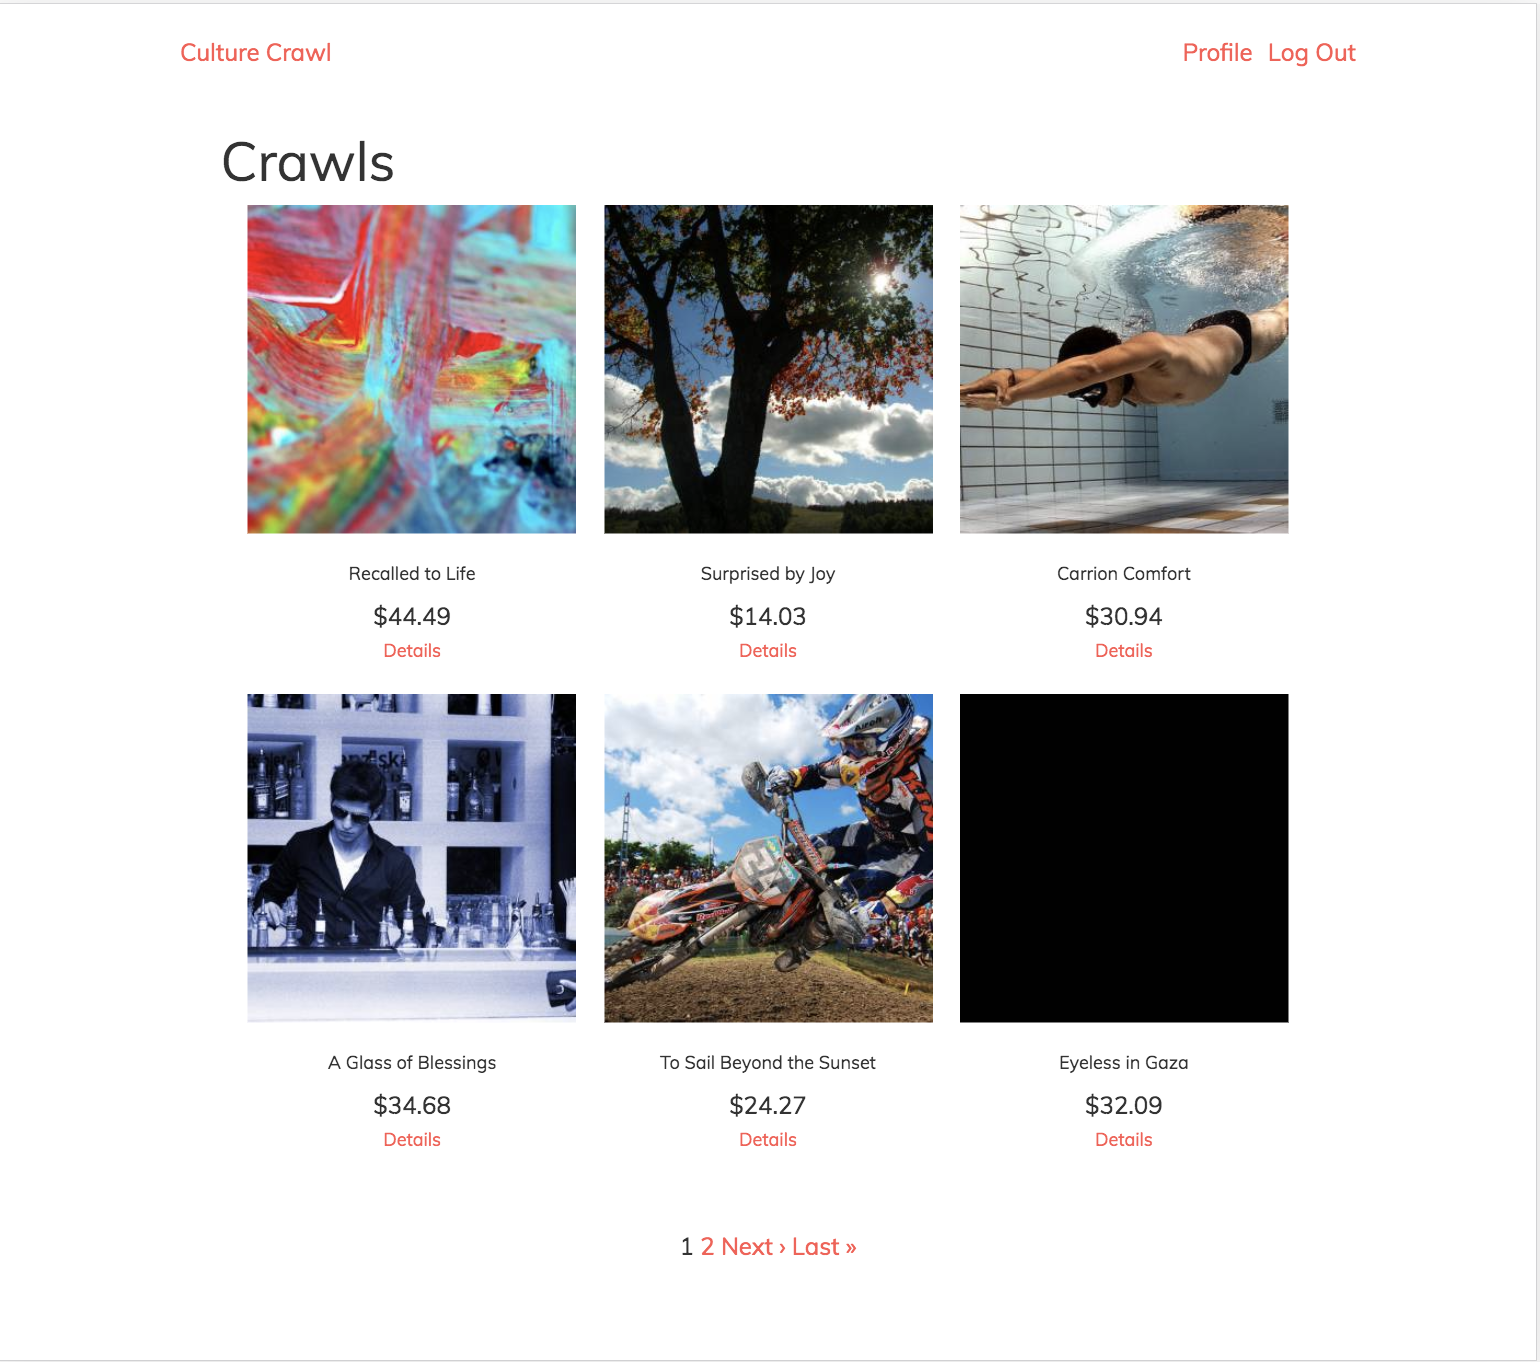 Culture Crawl
Profile Log Out
Crawls
Recalled to Life
Surprised by Joy
Carrion Comfort
$44.49
$14.03
$30.94
Details
Details
Details
A Glass of Blessings
To Sail Beyond the Sunset
Eyeless in Gaza
$34.68
$24.27
$32.09
Details
Details
Details
1 2 Next › Last »